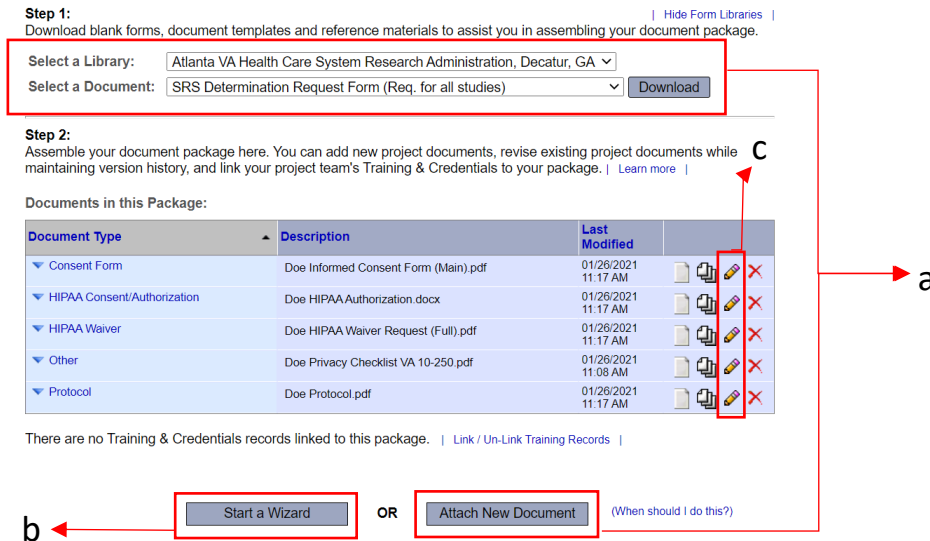 Step 1:
| Hide Form Libraries |
Download blank forms, document templates and reference materials to assist you in assembling your document package.
Select a Library: Atlanta VA Health Care System Research Administration, Decatur, GA
Select a Document: SRS Determination Request Form (Req. for all studies) Download
Step 2:
Assemble your document package here. You can add new project documents, revise existing project documents while
maintaining version history, and link your project team's Training & Credentials to your package. | Learn more |
c
Documents in this Package:
Document Type Description Last
Modified
Consent Form Doe Informed Consent Form (Main).pdf 01/26/2021
11:17 AM
a
HIPAA Consent/Authorization Doe HIPAA Authorization.docx 01/26/2021
11:17 AM
HIPAA Waiver Doe HIPAA Waiver Request (Full).pdf 01/26/2021
11:17 AM
Other Doe Privacy Checklist VA 10-250.pdf 01/26/2021
11:08 AM
Protocol Doe Protocol.pdf 01/26/2021
11:17 AM
There are no Training & Credentials records linked to this package. | Link / Un-Link Training Records |
Start a Wizard OR Attach New Document (When should I do this?)
b